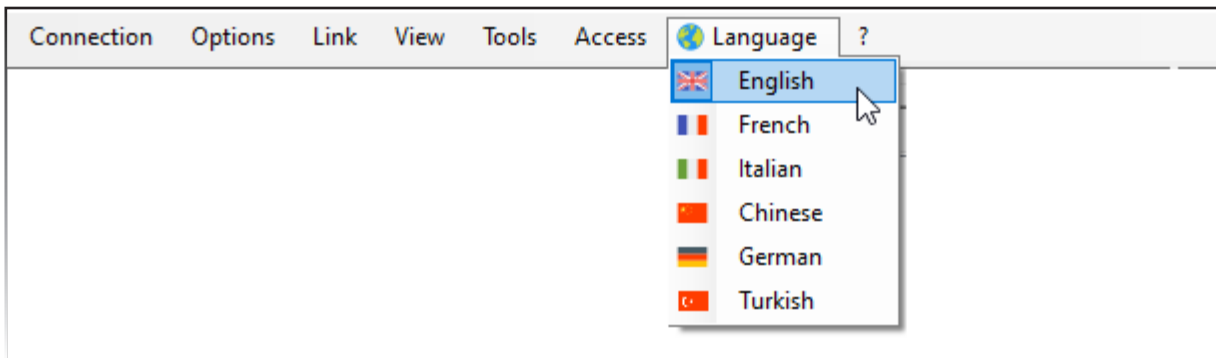 Connection Options Link View Tools Access Language ?
English
French
Italian
Chinese
German
Turkish